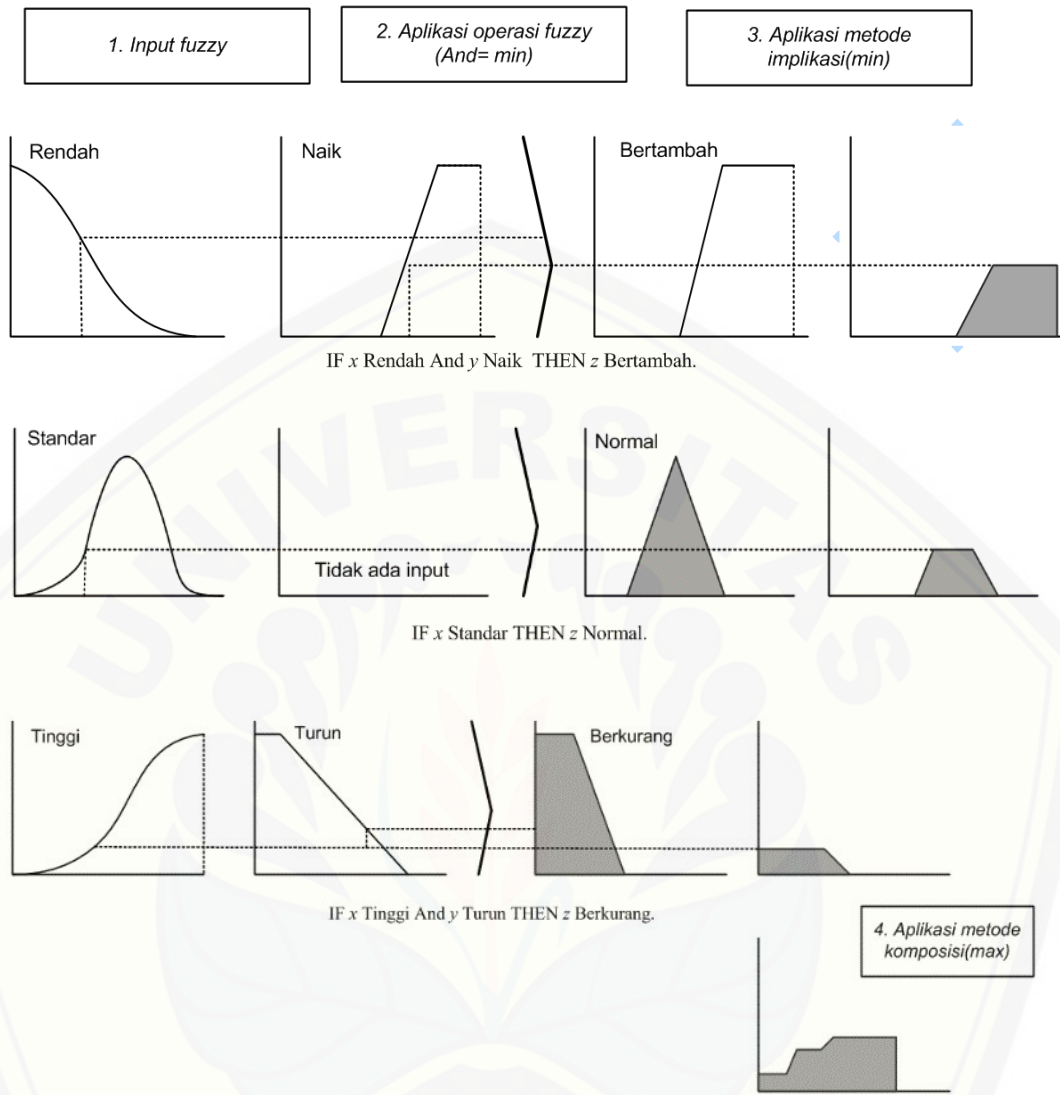 1. Input fuzzy
2. Aplikasi operasi fuzzy
(And= min)
3. Aplikasi metode
implikasi(min)
Rendah
Naik
Bertambah
IF x Rendah And y Naik THEN z Bertambah.
Standar
Normal
Tidak ada input
IF x Standar THEN z Normal.
Tinggi
Turun
Berkurang
IF x Tinggi And y Turun THEN z Berkurang.
4. Aplikasi metode
komposisi(max)
UNIVERSITAS